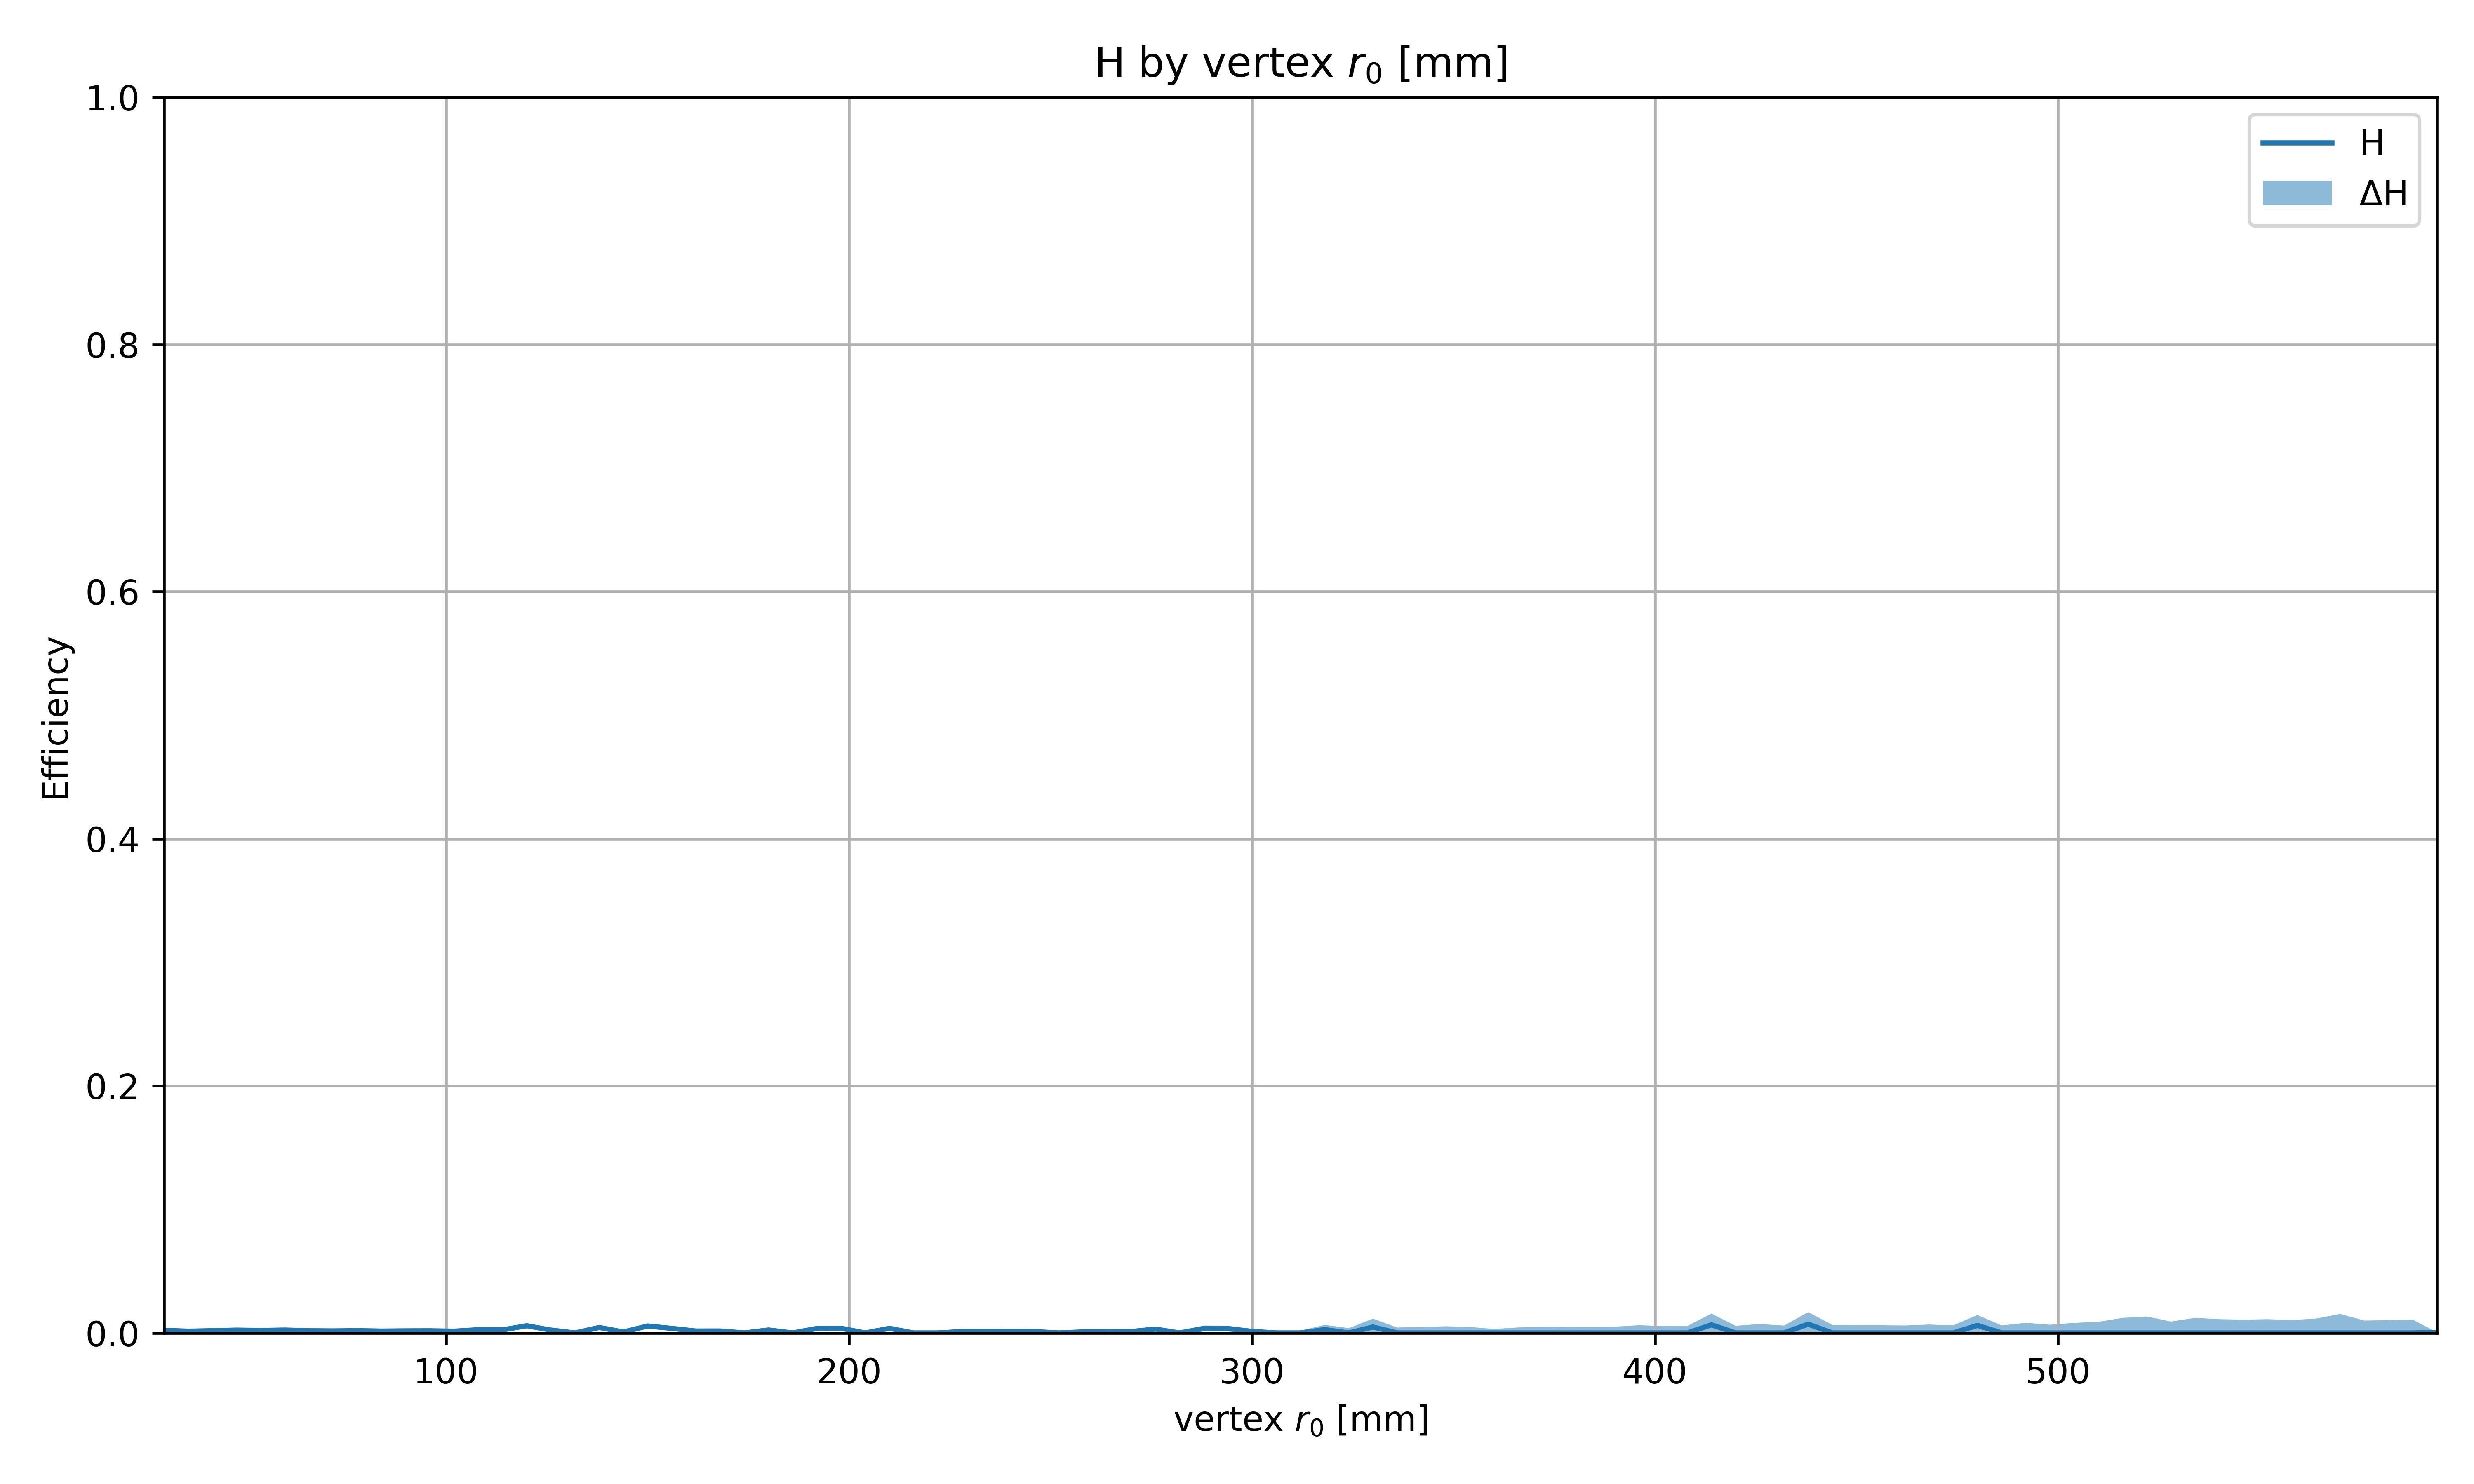 H by vertex r₀ [mm]
1.0
0.8
0.6
0.4
0.2
0.0
Efficiency
H
ΔH
100
200
300
400
500
vertex r₀ [mm]